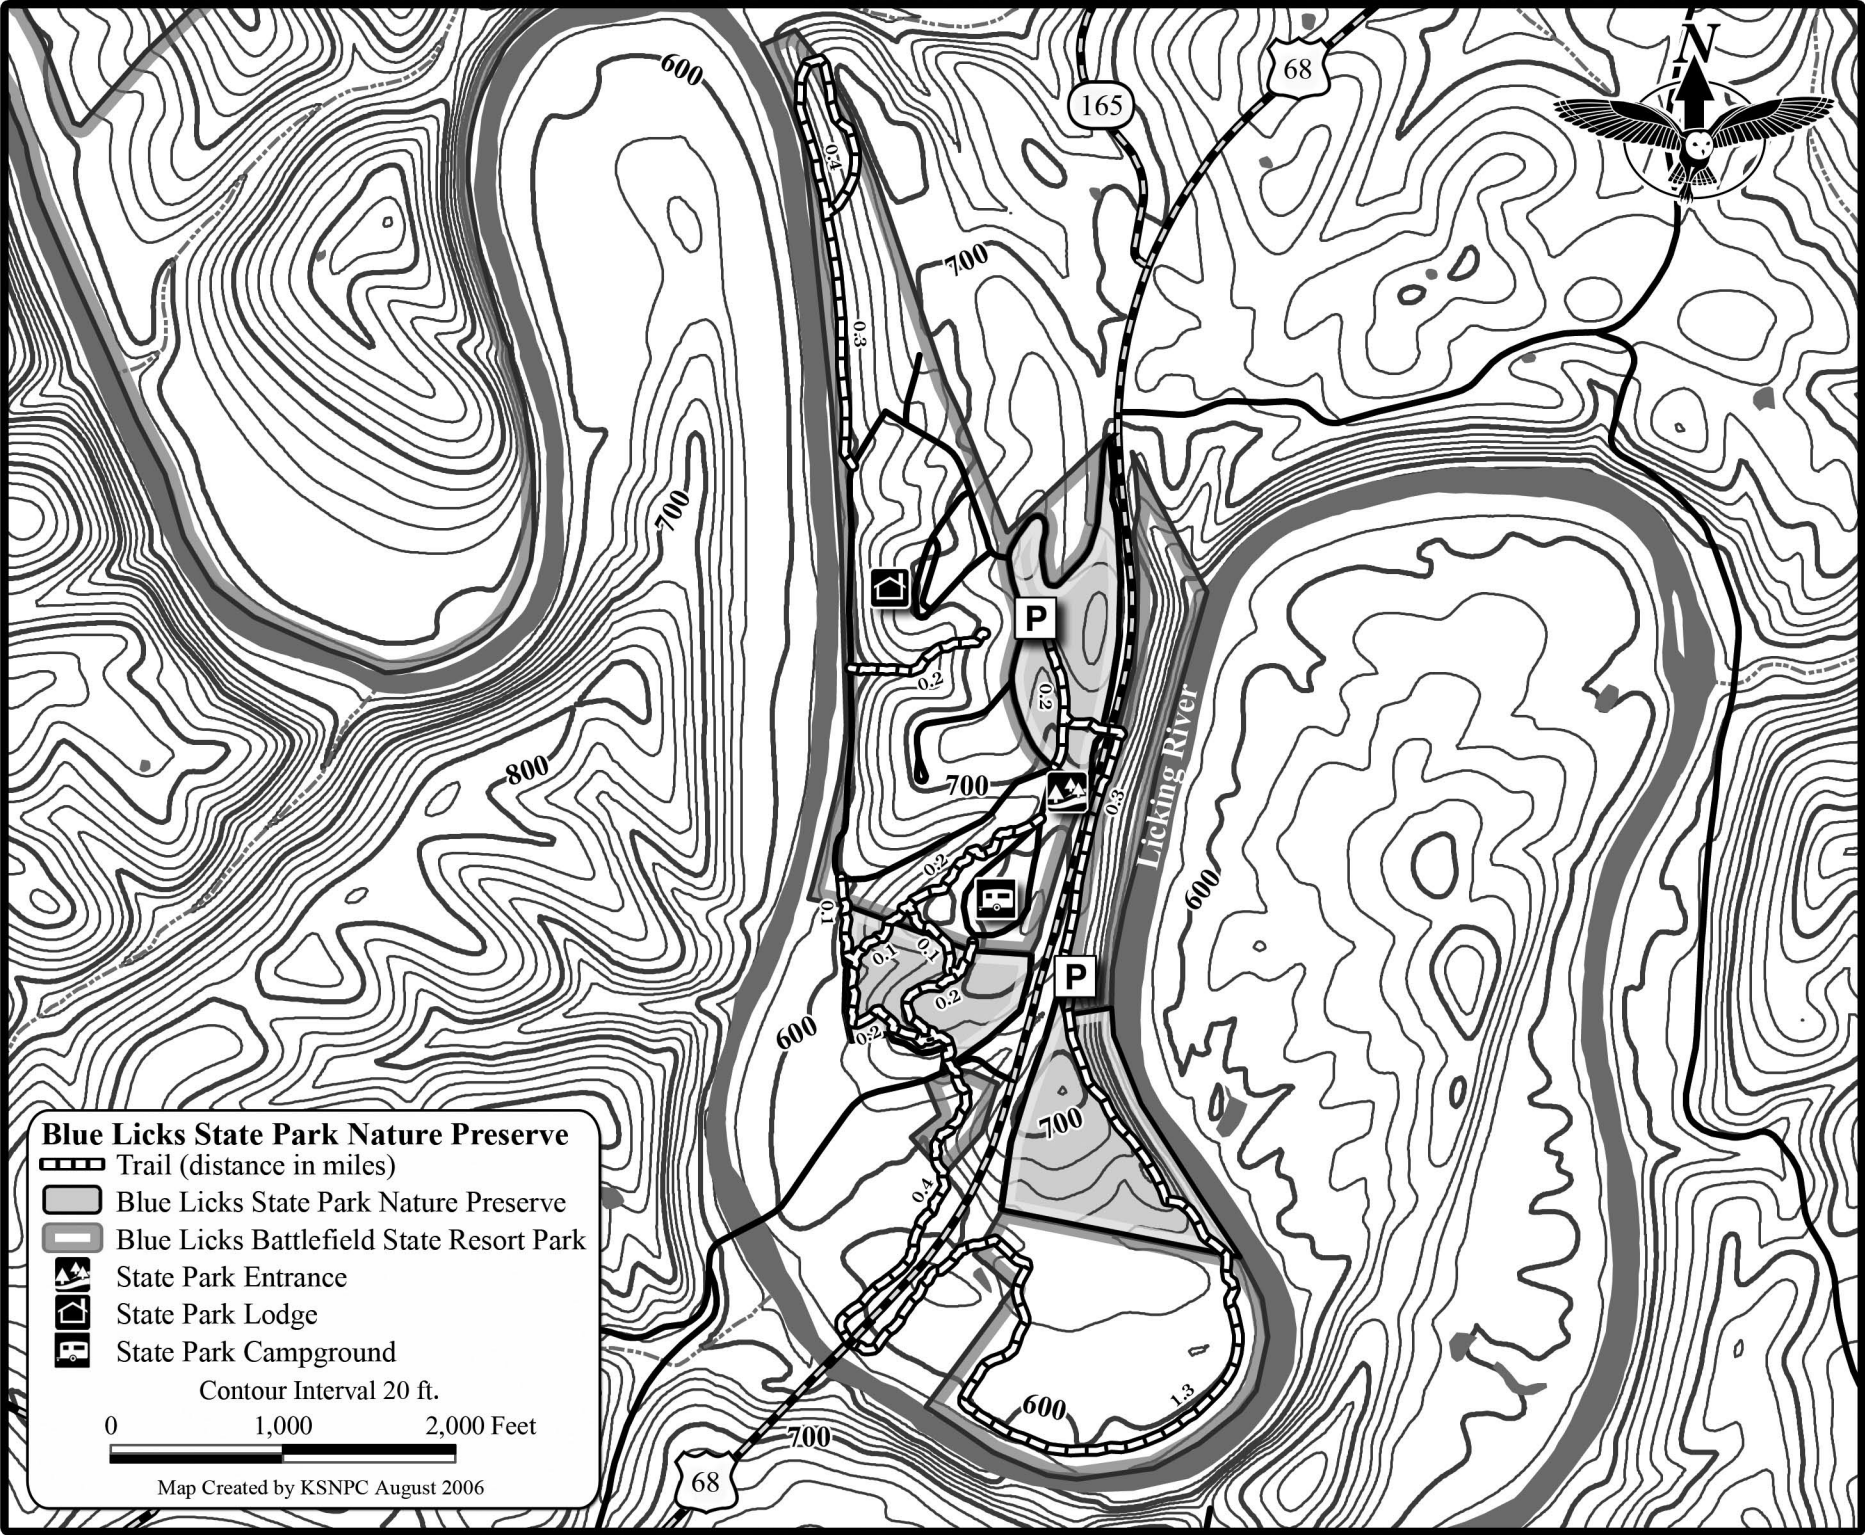 600
165
68
N
0.4
700
0.3
700
P
0.2
0.2
Licking River
800
700
0.3
0.2
600
0.1
0.1
0.1
P
0.2
600
0.2
700
0.4
1.3
600
700
68
Blue Licks State Park Nature Preserve
Trail (distance in miles)
Blue Licks State Park Nature Preserve
Blue Licks Battlefield State Resort Park
State Park Entrance
State Park Lodge
State Park Campground
Contour Interval 20 ft.
0 1,000 2,000 Feet
Map Created by KSNPC August 2006